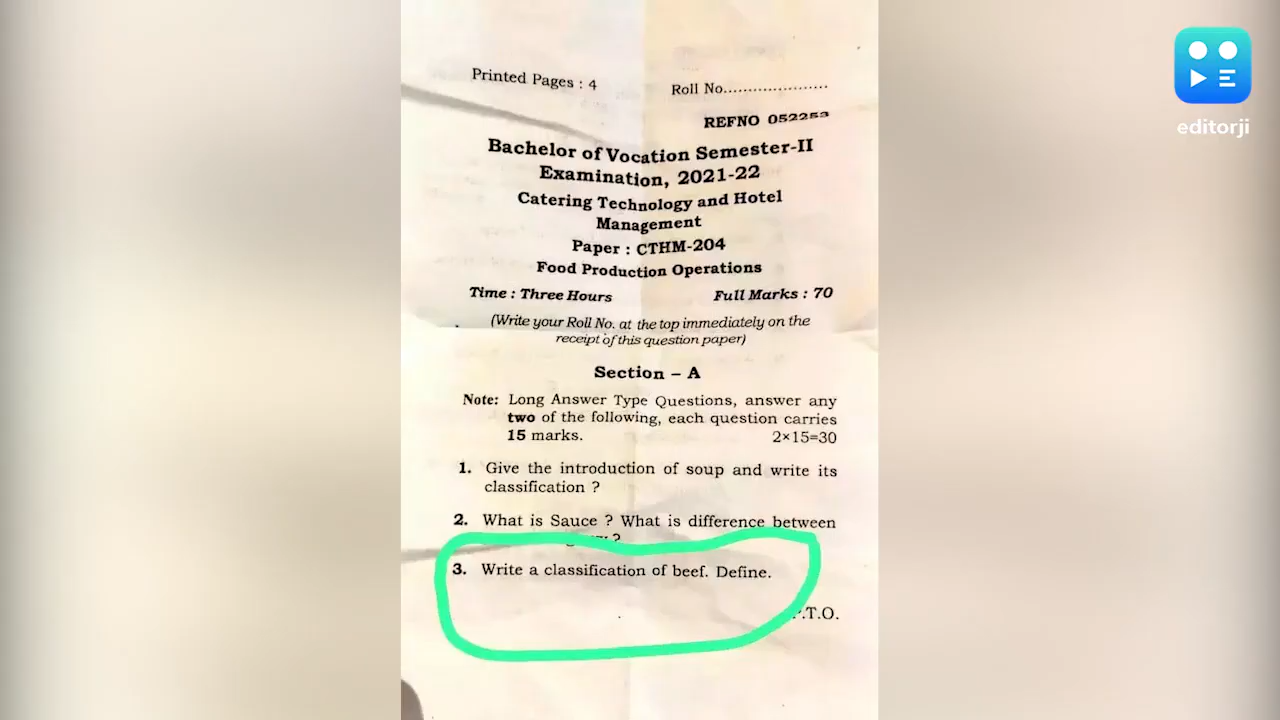 editorji
Printed Pages : 4
Roll No.....................
REFNO 052253
Bachelor of Vocation Semester-II
Examination, 2021-22
Catering Technology and Hotel
Management
Paper : CTHM-204
Food Production Operations
Time : Three Hours
Full Marks : 70
(Write your Roll No. at the top immediately on the
receipt of this question paper)
Section – A
Note: Long Answer Type Questions, answer any
two of the following, each question carries
15 marks. 2×15=30
1. Give the introduction of soup and write its
classification ?
2. What is Sauce ? What is difference between
?
3. Write a classification of beef. Define.
.T.O.